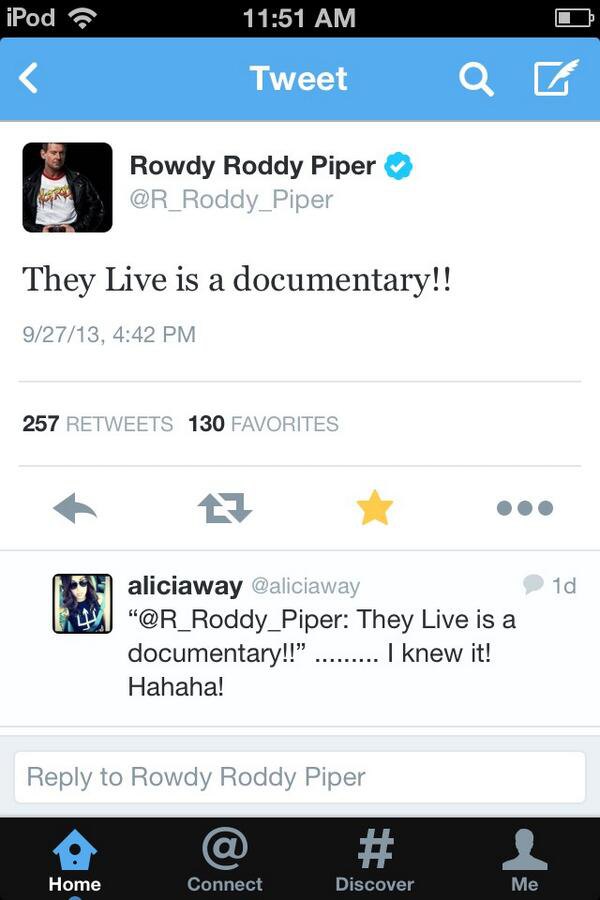 iPod 11:51 AM
Tweet
Rowdy Roddy Piper
@R_Roddy_Piper
They Live is a documentary!!
9/27/13, 4:42 PM
257 RETWEETS 130 FAVORITES
aliciaway @aliciaway 1d
“@R_Roddy_Piper: They Live is a
documentary!!” ......... I knew it!
Hahaha!
Reply to Rowdy Roddy Piper
Home Connect Discover Me